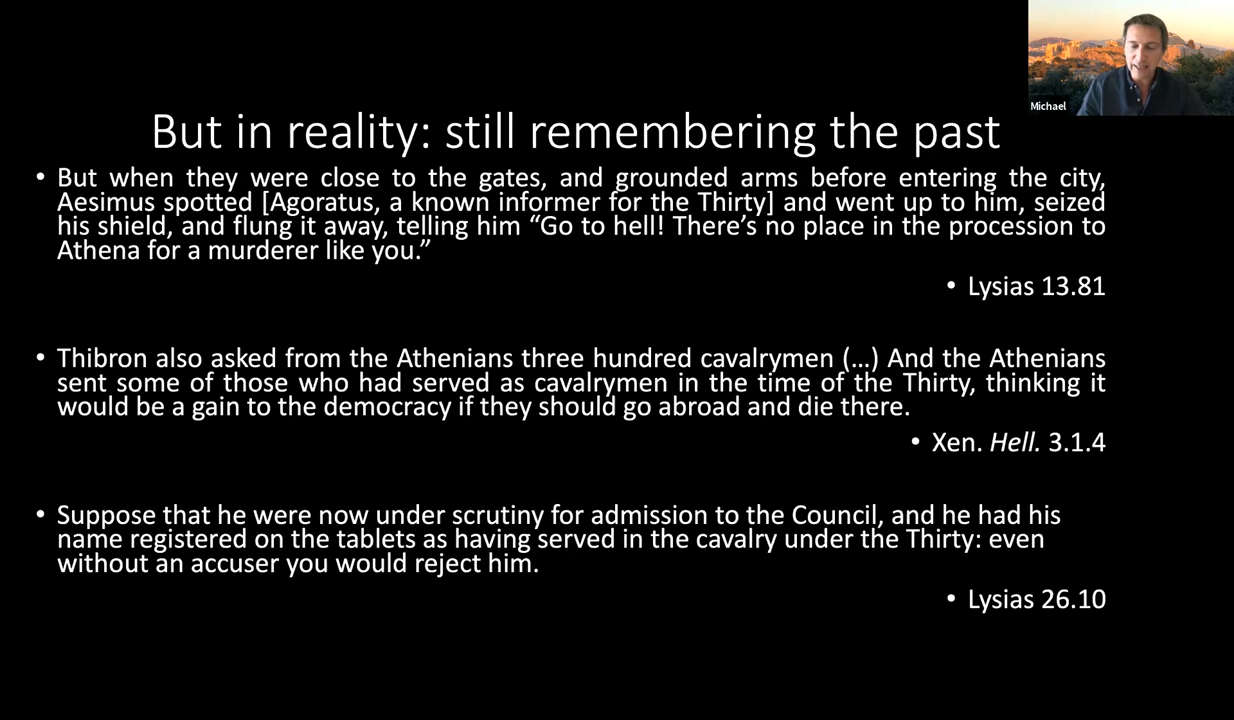 Michael
But in reality: still remembering the past
• But when they were close to the gates, and grounded arms before entering the city,
Aesimus spotted [Agoratus, a known informer for the Thirty] and went up to him, seized
his shield, and flung it away, telling him “Go to hell! There’s no place in the procession to
Athena for a murderer like you.”
• Lysias 13.81
• Thibron also asked from the Athenians three hundred cavalrymen (…) And the Athenians
sent some of those who had served as cavalrymen in the time of the Thirty, thinking it
would be a gain to the democracy if they should go abroad and die there.
• Xen. Hell. 3.1.4
• Suppose that he were now under scrutiny for admission to the Council, and he had his
name registered on the tablets as having served in the cavalry under the Thirty: even
without an accuser you would reject him.
• Lysias 26.10